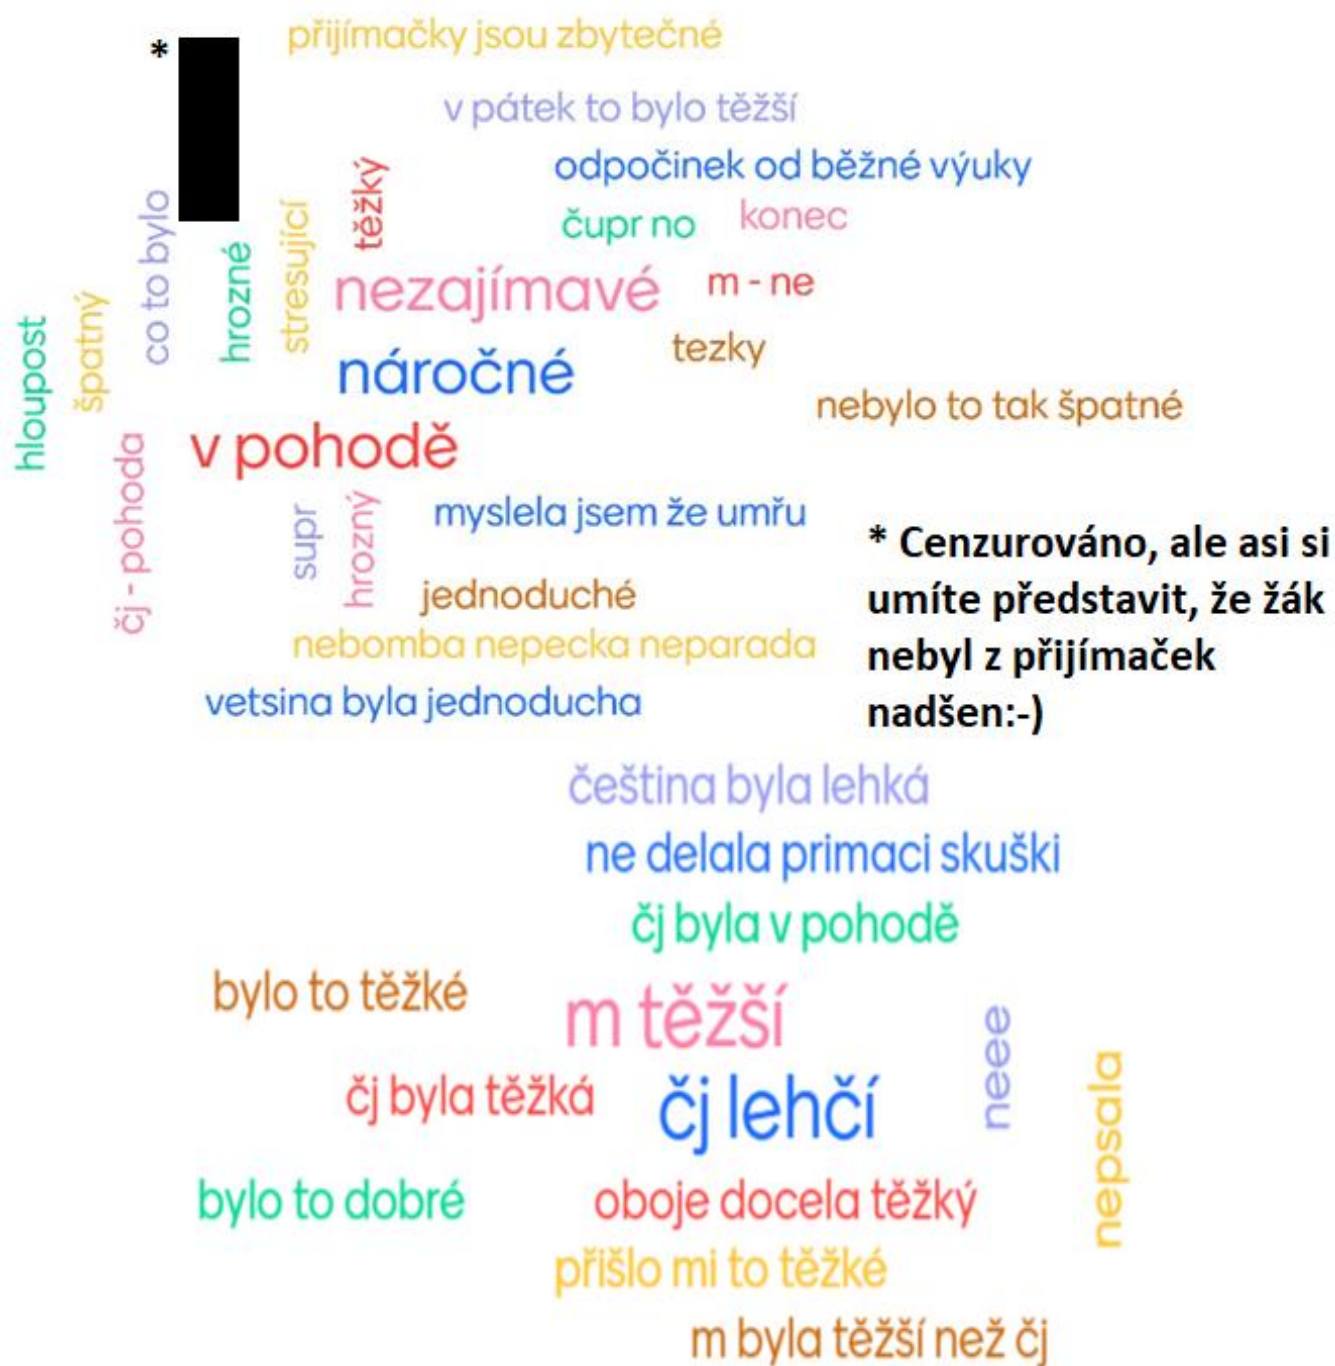 *
přijímačky jsou zbytečné
v pátek to bylo těžší
odpočinek od běžné výuky
těžký
čupr no
konec
co to bylo
hrozné
stresující
nezajímavé
m - ne
hloupost
špatný
náročné
tezky
nebylo to tak špatné
v pohodě
čj - pohoda
supr
hrozný
myslela jsem že umřu
jednoduché
nebomba nepecka neparada
vetsina byla jednoducha
* Cenzurováno, ale asi si
umíte představit, že žák
nebyl z přijímaček
nadšen:-)
čeština byla lehká
ne delala primaci skuški
čj byla v pohodě
bylo to těžké
m těžší
neee
čj byla těžká
čj lehčí
nepsala
bylo to dobré
oboje docela těžký
přišlo mi to těžké
m byla těžší než čj